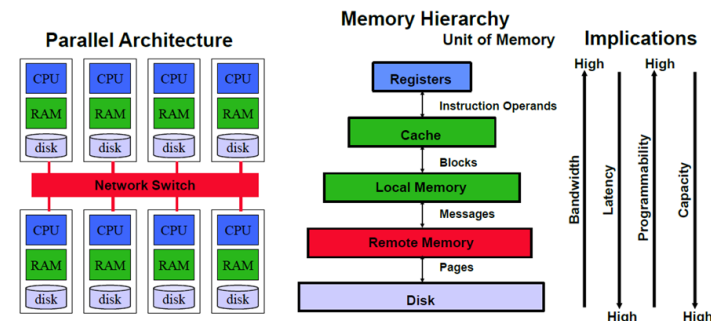 Parallel Architecture
CPU CPU CPU CPU
RAM RAM RAM RAM
disk disk disk disk
Network Switch
CPU CPU CPU CPU
RAM RAM RAM RAM
disk disk disk disk
Memory Hierarchy
Unit of Memory
Registers
Instruction Operands
Cache
Blocks
Local Memory
Messages
Remote Memory
Pages
Disk
Implications
High High
Bandwidth
Latency
Programmability
Capacity
High High